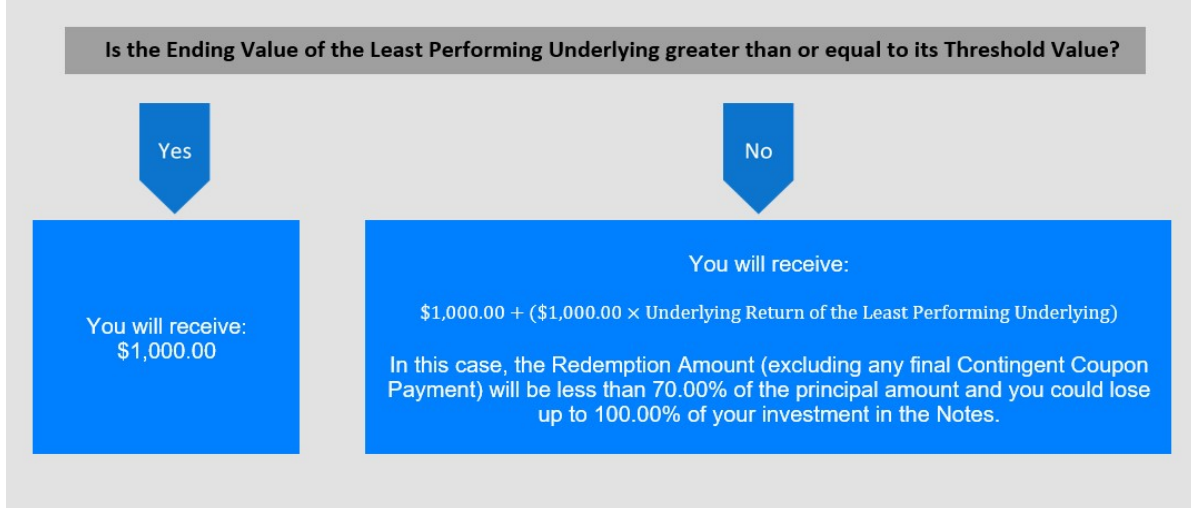 Is the Ending Value of the Least Performing Underlying greater than or equal to its Threshold Value?
Yes
No
You will receive:
$1,000.00
You will receive:
$1,000.00 + ($1,000.00 × Underlying Return of the Least Performing Underlying)
In this case, the Redemption Amount (excluding any final Contingent Coupon
Payment) will be less than 70.00% of the principal amount and you could lose
up to 100.00% of your investment in the Notes.